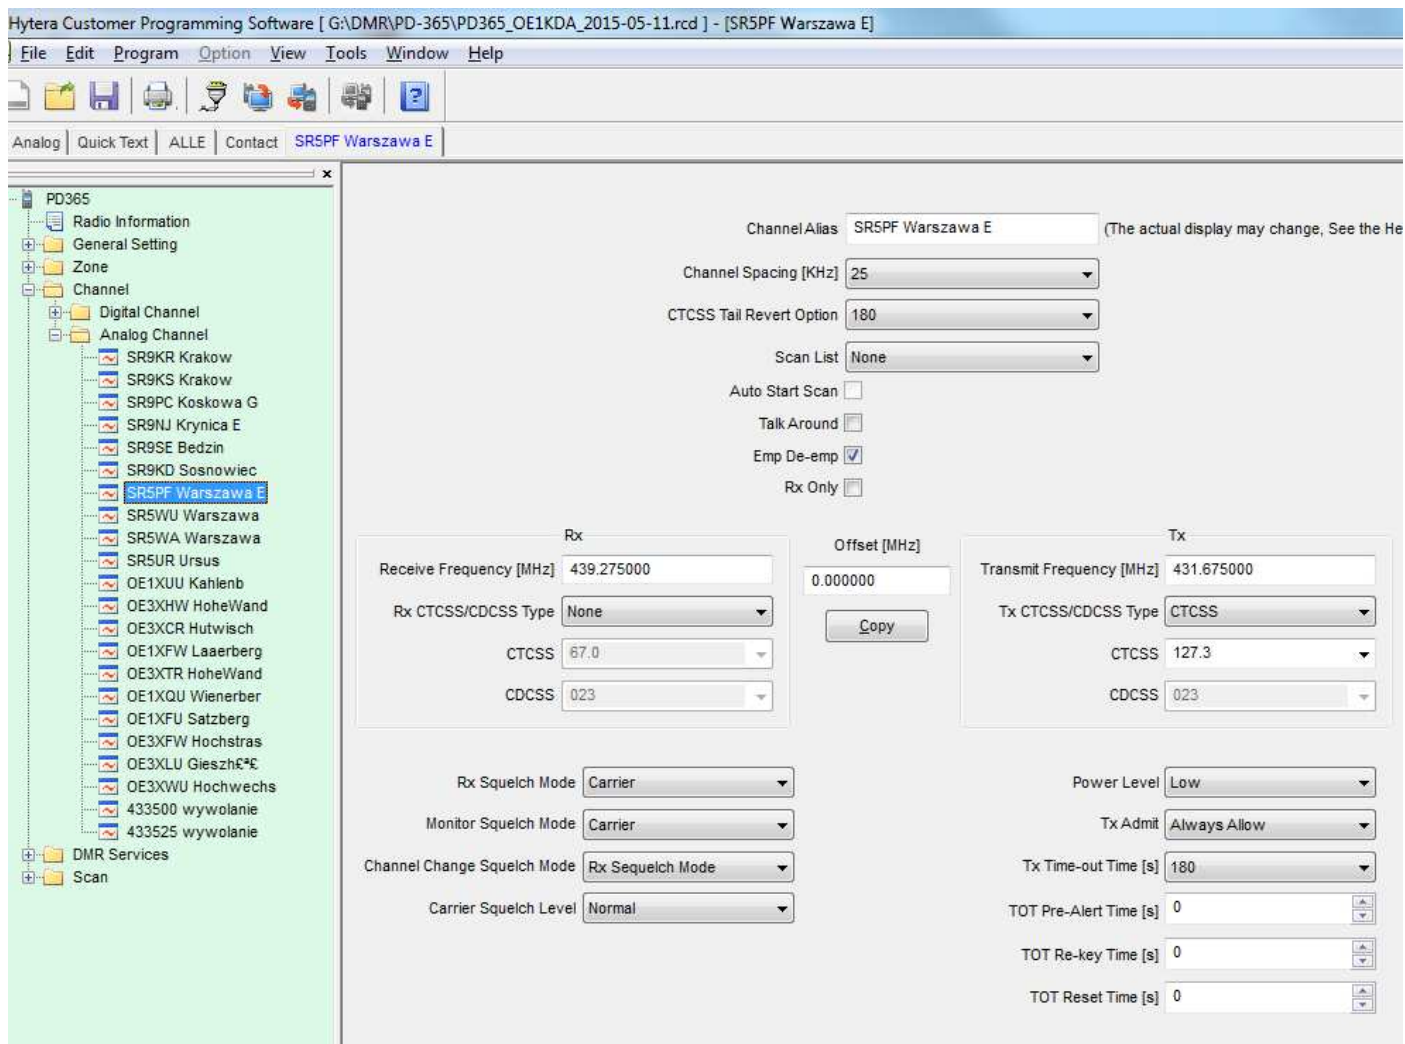 Hytera Customer Programming Software [ G:\DMR\PD-365\PD365_OE1KDA_2015-05-11.rcd ] - [SR5PF Warszawa E]
File Edit Program Option View Tools Window Help
Analog Quick Text ALLE Contact SR5PF Warszawa E
x
PD365
Radio Information
General Setting
Zone
Channel
Digital Channel
Analog Channel
SR9KR Krakow
SR9KS Krakow
SR9PC Koskowa G
SR9NJ Krynica E
SR9SE Bedzin
SR9KD Sosnowiec
SR5PF Warszawa E
SR5WU Warszawa
SR5WA Warszawa
SR5UR Ursus
OE1XUU Kahlenb
OE3XHW HoheWand
OE3XCR Hutwisch
OE1XFW Laaerberg
OE3XTR HoheWand
OE1XQU Wienerber
OE1XFU Satzberg
OE3XFW Hochstras
OE3XLU Gieszh£ª£
OE3XWU Hochwechs
433500 wywolanie
433525 wywolanie
DMR Services
Scan
Channel Alias SR5PF Warszawa E (The actual display may change, See the He
Channel Spacing [KHz] 25
CTCSS Tail Revert Option 180
Scan List None
Auto Start Scan
Talk Around
Emp De-emp
Rx Only
Rx
Receive Frequency [MHz] 439.275000
Rx CTCSS/CDCSS Type None
CTCSS 67.0
CDCSS 023
Offset [MHz]
0.000000
Copy
Tx
Transmit Frequency [MHz] 431.675000
Tx CTCSS/CDCSS Type CTCSS
CTCSS 127.3
CDCSS 023
Rx Squelch Mode Carrier
Monitor Squelch Mode Carrier
Channel Change Squelch Mode Rx Sequelch Mode
Carrier Squelch Level Normal
Power Level Low
Tx Admit Always Allow
Tx Time-out Time [s] 180
TOT Pre-Alert Time [s] 0
TOT Re-key Time [s] 0
TOT Reset Time [s] 0